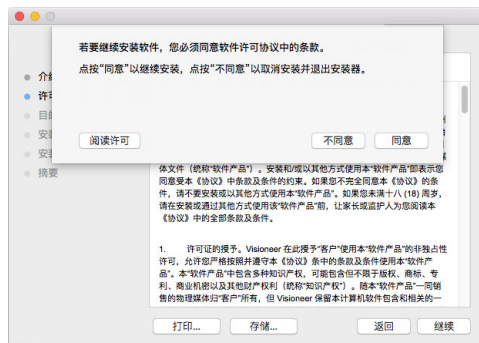 若要继续安装软件，您必须同意软件许可协议中的条款。
点按“同意”以继续安装，点按“不同意”以取消安装并退出安装器。
阅读许可
不同意
同意
介
许
目
安
安
摘要
体文件（统称“软件产品”）。安装和/或以其他方式使用本“软件产品”即表示您
同意受本《协议》中条款及条件的约束。如果您不完全同意本《协议》的条
件，请不要安装或以其他方式使用本“软件产品”。如果您未满十八 (18) 周岁，
请在安装或通过其他方式使用该“软件产品”前，让家长或监护人为您阅读本
《协议》中的全部条款及条件。
1. 许可证的授予。Visioneer 在此授予“客户”使用本“软件产品”的非独占性
许可，允许您严格按照并遵守本《协议》条中的条款及条件使用本“软件产
品”。本“软件产品”中包含多种知识产权，可能包含但不限于版权、商标、专
利、商业机密以及其他财产权利（统称“知识产权”）。随本“软件产品”一同销
售的物理媒体归“客户”所有，但 Visioneer 保留本计算机软件包含和相关的一
打印...
存储...
返回
继续